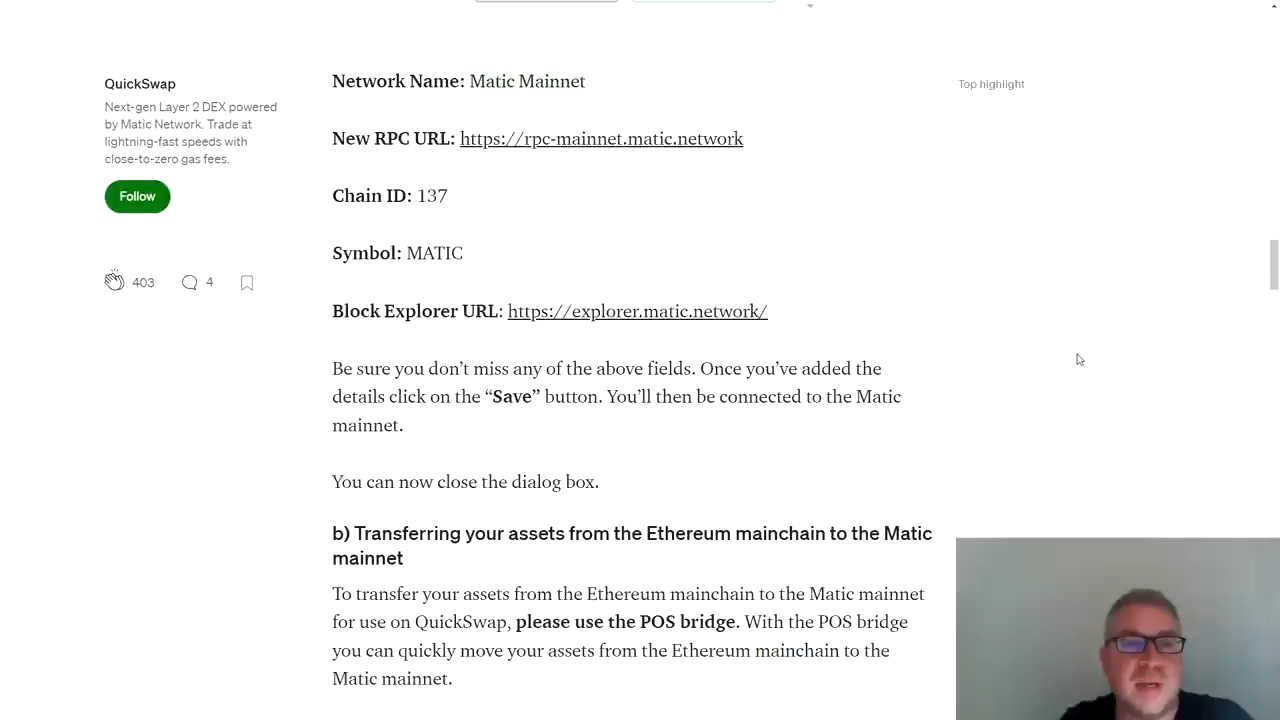 QuickSwap
Next-gen Layer 2 DEX powered
by Matic Network. Trade at
lightning-fast speeds with
close-to-zero gas fees.
Follow
403
4
Network Name: Matic Mainnet
New RPC URL: https://rpc-mainnet.matic.network
Chain ID: 137
Symbol: MATIC
Block Explorer URL: https://explorer.matic.network/
Be sure you don’t miss any of the above fields. Once you’ve added the
details click on the “Save” button. You’ll then be connected to the Matic
mainnet.
You can now close the dialog box.
b) Transferring your assets from the Ethereum mainchain to the Matic
mainnet
To transfer your assets from the Ethereum mainchain to the Matic mainnet
for use on QuickSwap, please use the POS bridge. With the POS bridge
you can quickly move your assets from the Ethereum mainchain to the
Matic mainnet.
Top highlight